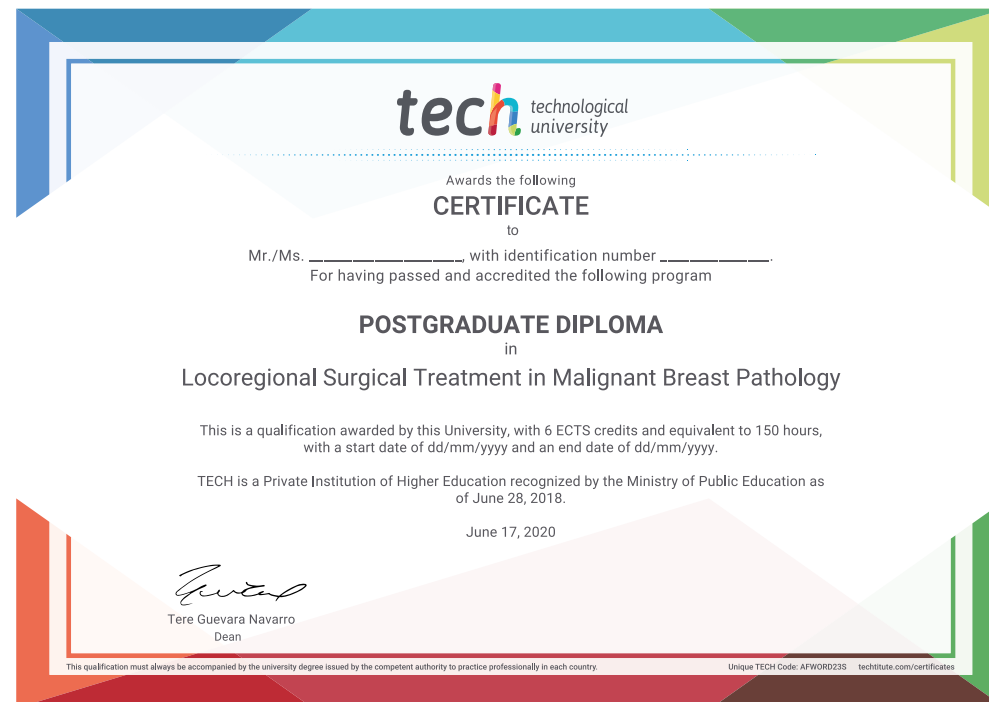 tech technological
university
Awards the following
CERTIFICATE
to
Mr./Ms. ____________________, with identification number ______________.
For having passed and accredited the following program
POSTGRADUATE DIPLOMA
in
Locoregional Surgical Treatment in Malignant Breast Pathology
This is a qualification awarded by this University, with 6 ECTS credits and equivalent to 150 hours,
with a start date of dd/mm/yyyy and an end date of dd/mm/yyyy.
TECH is a Private Institution of Higher Education recognized by the Ministry of Public Education as
of June 28, 2018.
June 17, 2020
Tere Guevara Navarro
Dean
This qualification must always be accompanied by the university degree issued by the competent authority to practice professionally in each country. Unique TECH Code: AFWORD23S techtitute.com/certificates